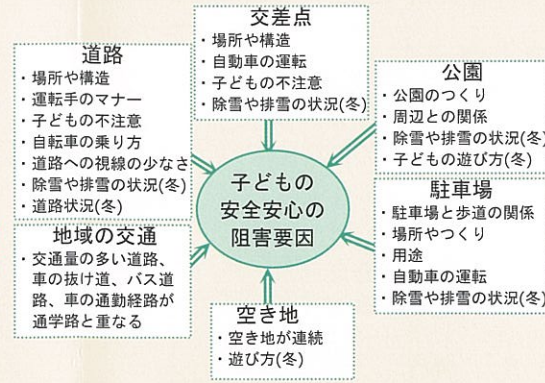 交差点
・場所や構造
・自動車の運転
・子どもの不注意
・除雪や排雪の状況(冬)
道路
・場所や構造
・運転手のマナー
・子どもの不注意
・自転車の乗り方
・道路への視線の少なさ
・除雪や排雪の状況(冬)
・道路状況(冬)
公園
・公園のつくり
・周辺との関係
・除雪や排雪の状況(冬)
・子どもの遊び方(冬)
子どもの
安全安心の
阻害要因
地域の交通
・交通量の多い道路、
車の抜け道、バス道
路、車の通勤経路が
通学路と重なる
駐車場
・駐車場と歩道の関係
・場所やつくり
・用途
・自動車の運転
・除雪や排雪の状況(冬)
空き地
・空き地が連続
・遊び方(冬)